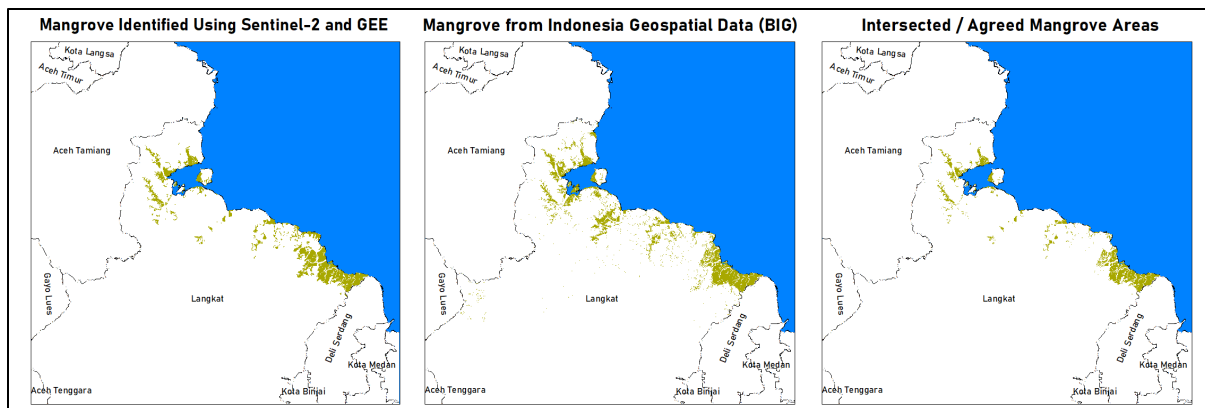 Mangrove Identified Using Sentinel-2 and GEE
Kota Langsa
Aceh Timur
Aceh Tamiang
Gayo Lues
Langkat
Deli Serdang
Kota Medan
Aceh Tenggara
Kota Binjai
Mangrove from Indonesia Geospatial Data (BIG)
Kota Langsa
Aceh Timur
Aceh Tamiang
Gayo Lues
Langkat
Deli Serdang
Kota Medan
Aceh Tenggara
Kota Binjai
Intersected / Agreed Mangrove Areas
Kota Langsa
Aceh Timur
Aceh Tamiang
Gayo Lues
Langkat
Deli Serdang
Kota Medan
Aceh Tenggara
Kota Binjai